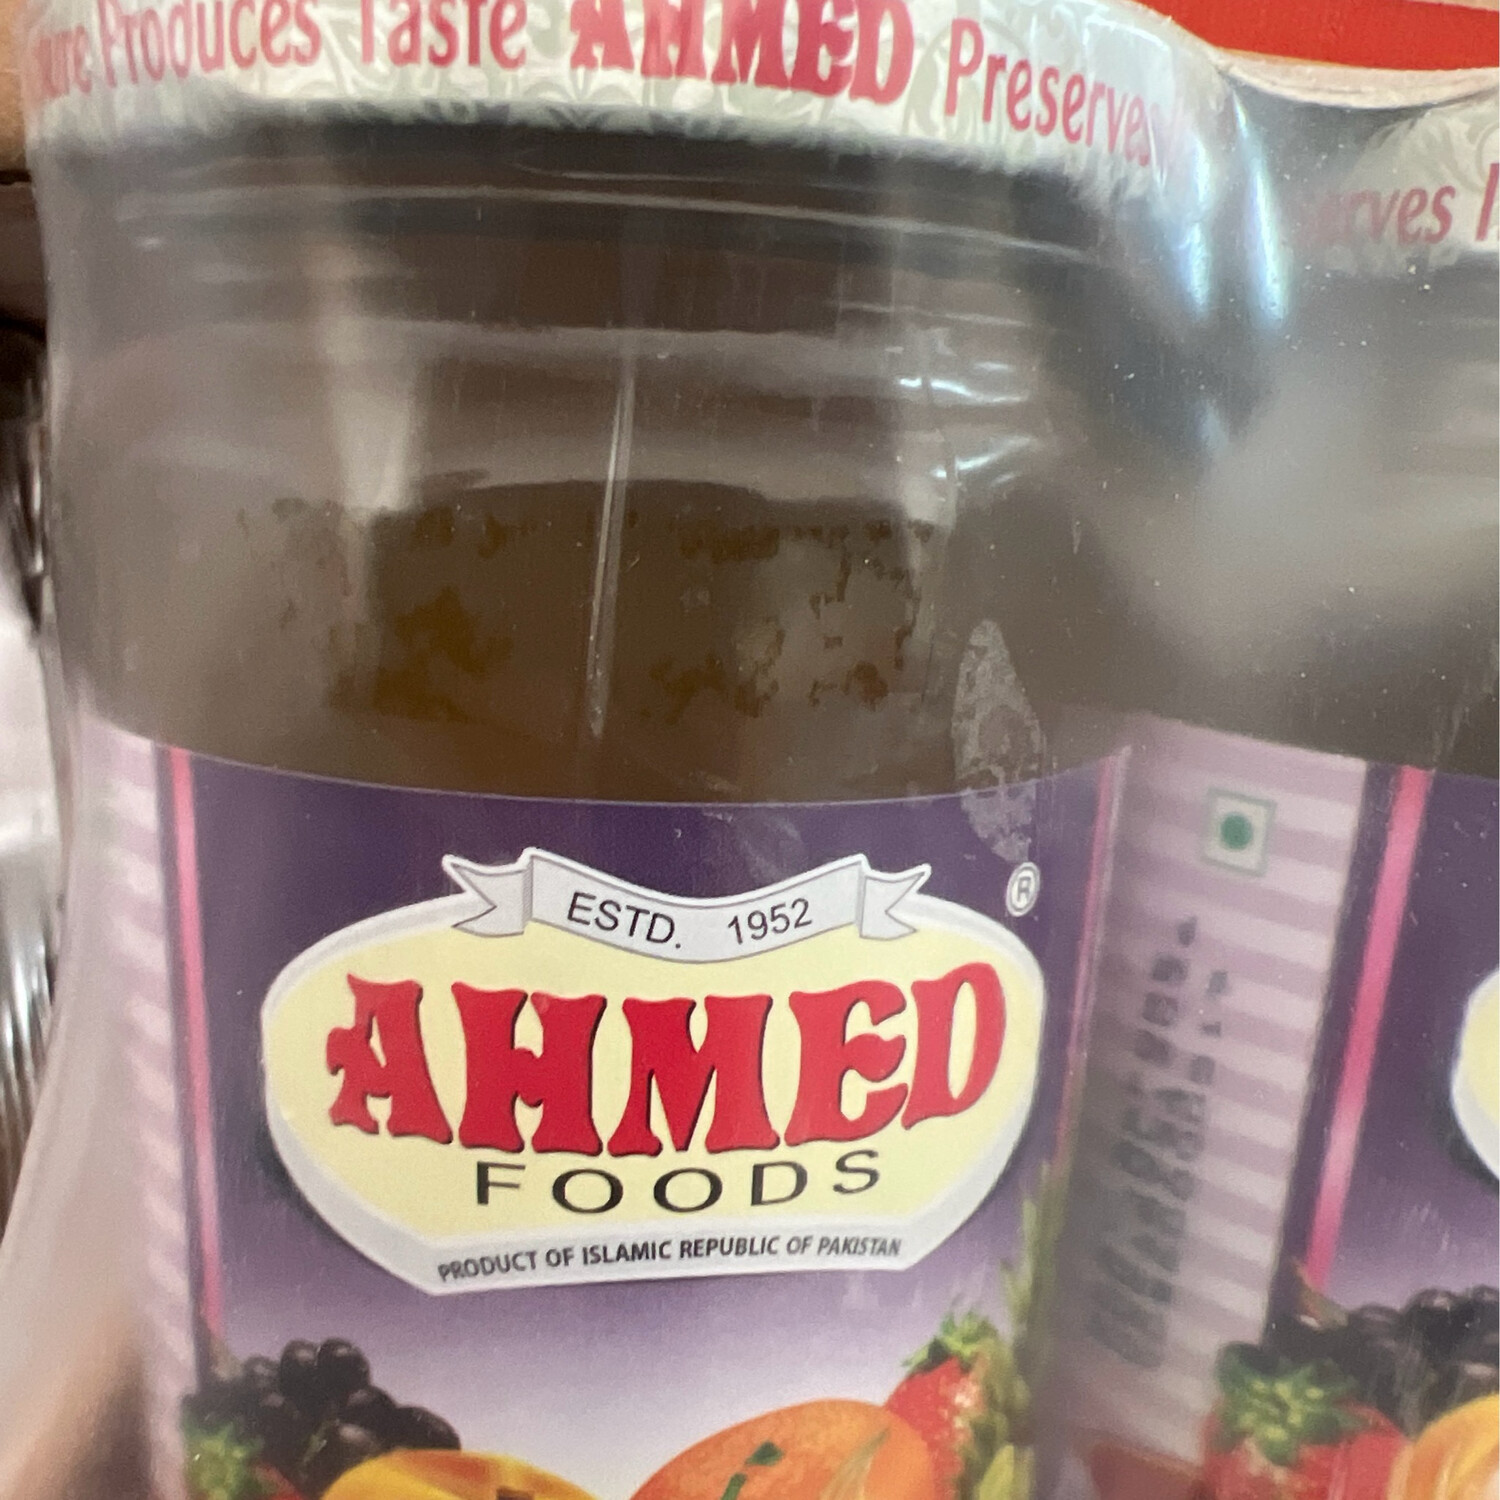 Produces Taste AHMED Preserves
ESTD. 1952
®
AHMED
FOODS
PRODUCT OF ISLAMIC REPUBLIC OF PAKISTAN